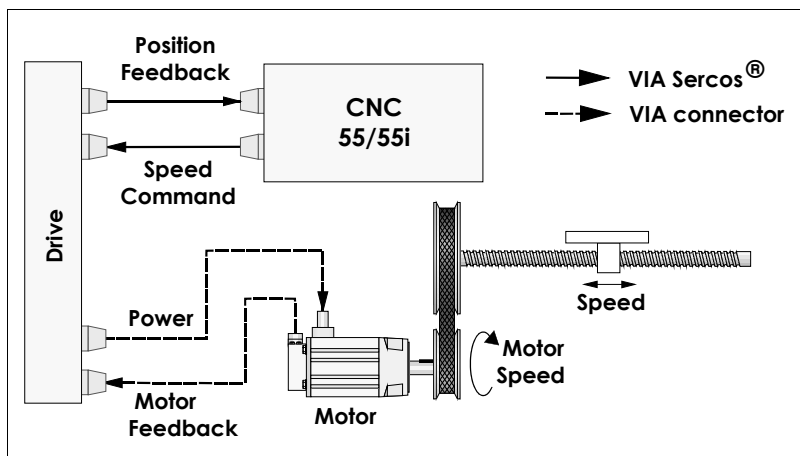 Position
Feedback
CNC
55/55i
VIA Sercos®
VIA connector
Speed
Command
Drive
Power
Speed
Motor
Speed
Motor
Feedback
Motor